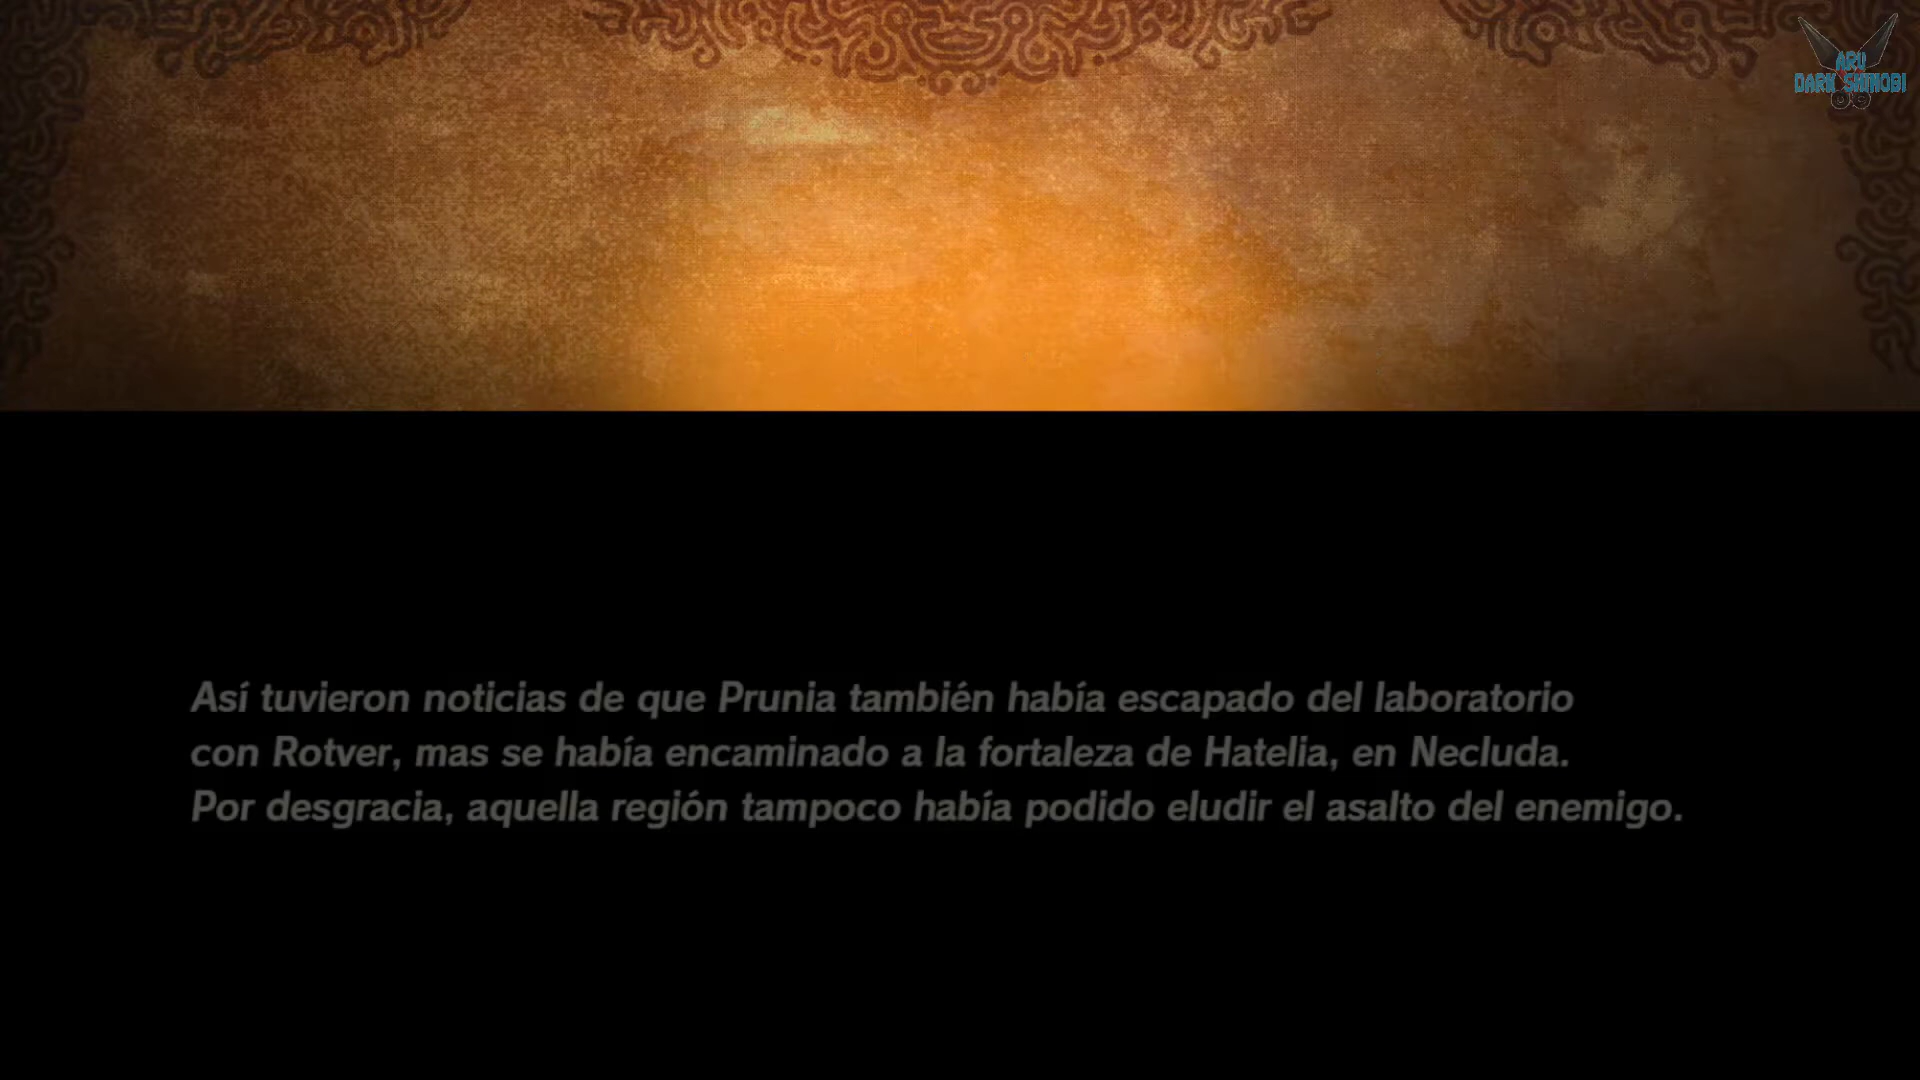 ARU
DARK SHINOBI
Así tuvieron noticias de que Prunia también había escapado del laboratorio
con Rotver, mas se había encaminado a la fortaleza de Hatelia, en Necluda.
Por desgracia, aquella región tampoco había podido eludir el asalto del enemigo.